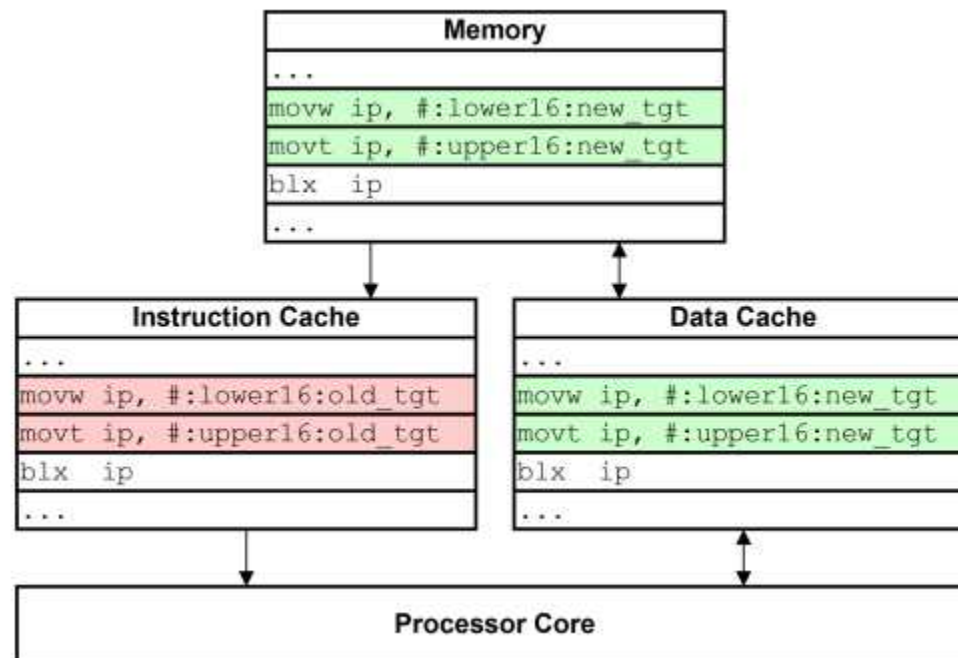 Memory
...
movw ip, #:lower16:new_tgt
movt ip, #:upper16:new_tgt
blx  ip
...
Instruction Cache
...
movw ip, #:lower16:old_tgt
movt ip, #:upper16:old_tgt
blx  ip
...
Data Cache
...
movw ip, #:lower16:new_tgt
movt ip, #:upper16:new_tgt
blx  ip
...
Processor Core